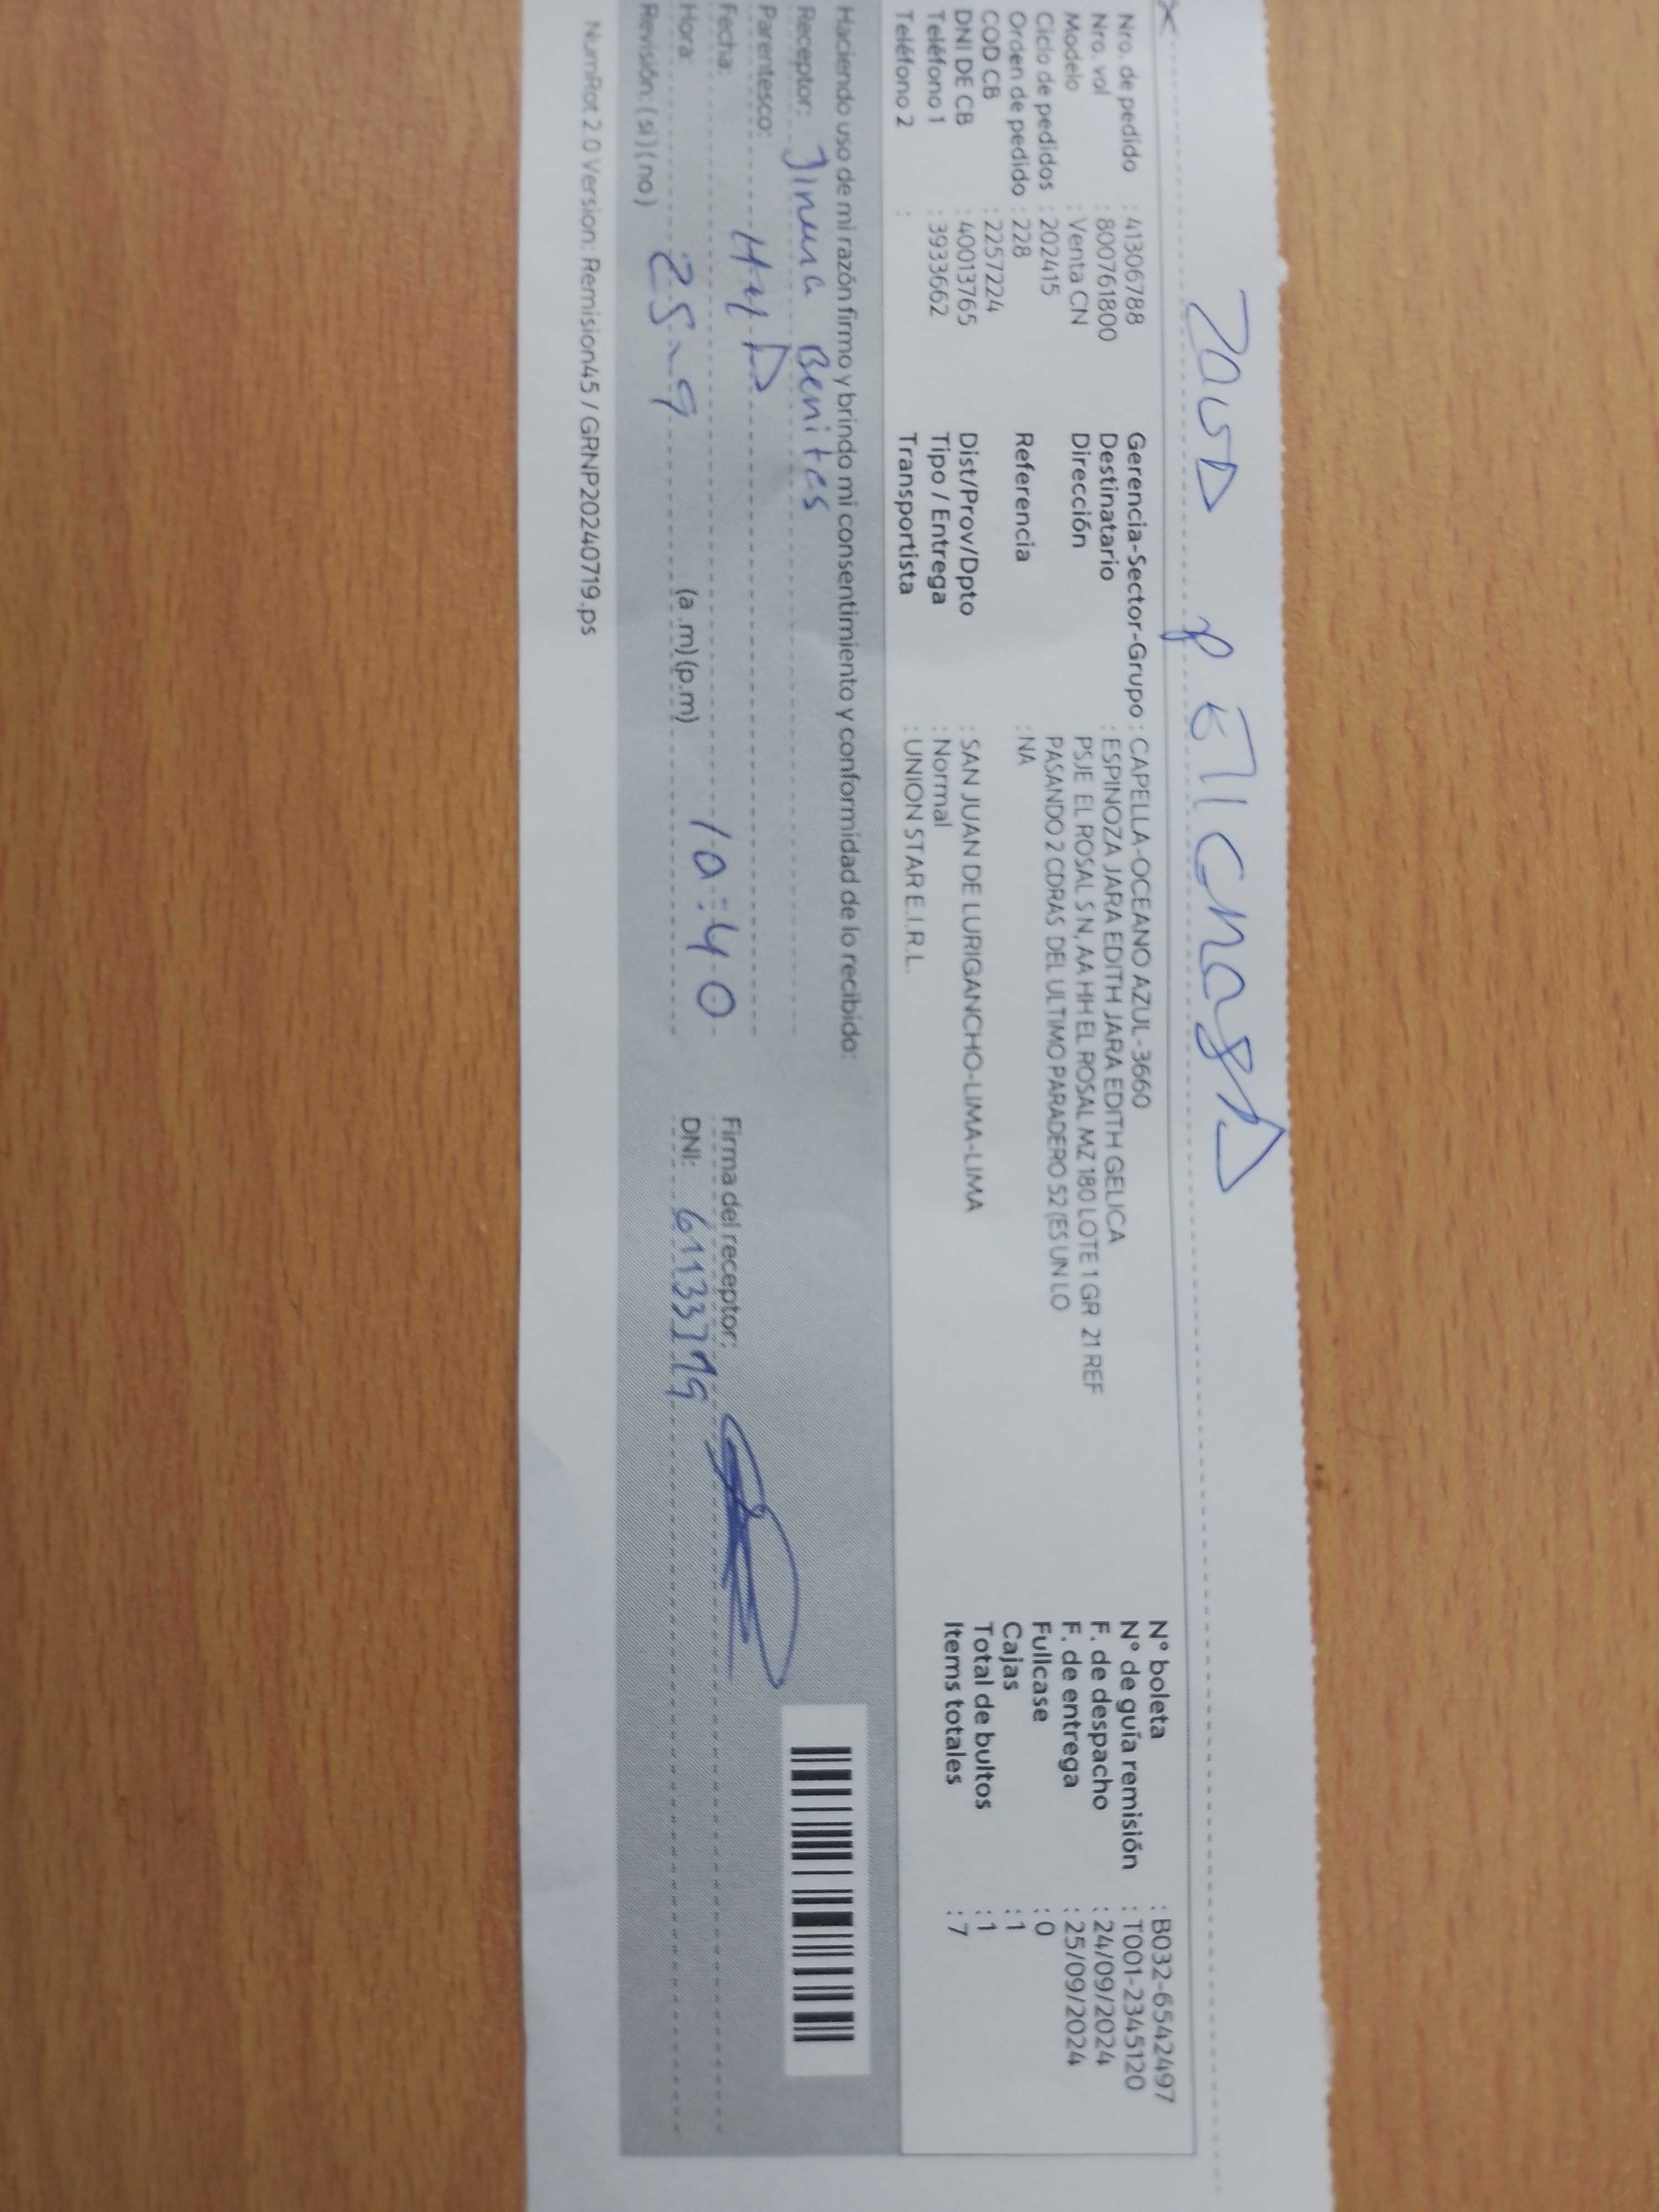 Nro. de pedido : 41306788
Nro. vol : 800761800
Modelo : Venta CN
Ciclo de pedidos : 202415
Orden de pedido : 228
COD CB : 2257224
DNI DE CB : 40013765
Teléfono 1 : 3933662
Teléfono 2 :
Gerencia-Sector-Grupo : CAPELLA-OCEANO AZUL-3660
Destinatario : ESPINOZA JARA EDITH JARA EDITH GELICA
Dirección PSJE EL ROSAL S N, AA HH EL ROSAL MZ 180 LOTE 1 GR 21 REF
PASANDO 2 CDRAS DEL ULTIMO PARADERO 52 (ES UN LO
Referencia : NA
Dist/Prov/Dpto : SAN JUAN DE LURIGANCHO-LIMA-LIMA
Tipo / Entrega : Normal
Transportista : UNION STAR E.I.R.L.
N° boleta : B032-6542497
N° de guía remisión : T001-2345120
F. de despacho : 24/09/2024
F. de entrega : 25/09/2024
Fullcase : 0
Cajas : 1
Total de bultos : 1
Items totales : 7
Haciendo uso de mi razón firmo y brindo mi consentimiento y conformidad de lo recibido:
Receptor: Benites
Parentesco:
Fecha: 25-9
Hora: (a.m)(p.m) 10:40
Revisión: (si)(no)
Firma del receptor:
DNI:
NumRot 2.0 Version: Remision45 / GRNP20240719.ps